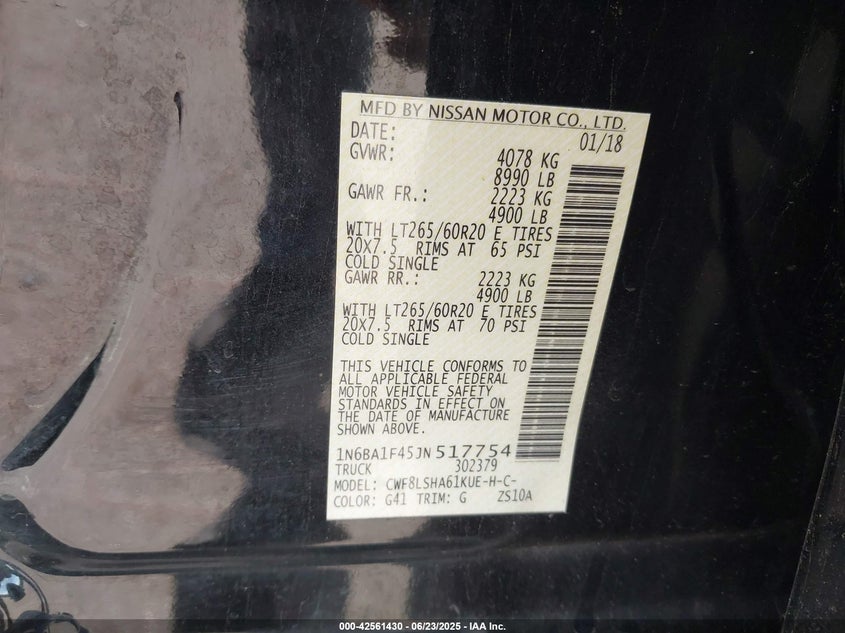 MFD BY NISSAN MOTOR CO., LTD.
DATE: 01/18
GVWR: 4078 KG
8990 LB
GAWR FR.: 2223 KG
4900 LB
WITH LT265/60R20 E TIRES
20X7.5 RIMS AT 65 PSI
COLD SINGLE
GAWR RR.: 2223 KG
4900 LB
WITH LT265/60R20 E TIRES
20X7.5 RIMS AT 70 PSI
COLD SINGLE
THIS VEHICLE CONFORMS TO
ALL APPLICABLE FEDERAL
MOTOR VEHICLE SAFETY
STANDARDS IN EFFECT ON
THE DATE OF MANUFACTURE
SHOWN ABOVE.
1N6BA1F45JN517754
TRUCK 302379
MODEL: CWF8LSHA61KUE-H-C-
COLOR: G41 TRIM: G ZS10A
000-42561430 - 06/23/2025 - IAA Inc.